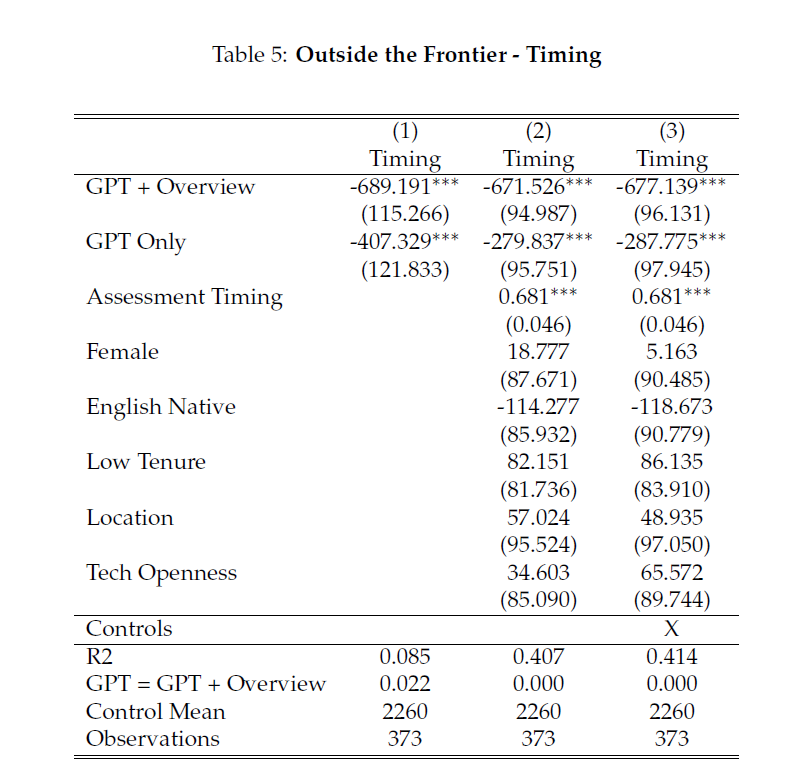 Table 5: Outside the Frontier - Timing
(1) (2) (3)
Timing Timing Timing
GPT + Overview -689.191*** -671.526*** -677.139***
(115.266) (94.987) (96.131)
GPT Only -407.329*** -279.837*** -287.775***
(121.833) (95.751) (97.945)
Assessment Timing 0.681*** 0.681***
(0.046) (0.046)
Female 18.777 5.163
(87.671) (90.485)
English Native -114.277 -118.673
(85.932) (90.779)
Low Tenure 82.151 86.135
(81.736) (83.910)
Location 57.024 48.935
(95.524) (97.050)
Tech Openness 34.603 65.572
(85.090) (89.744)
Controls X
R2 0.085 0.407 0.414
GPT = GPT + Overview 0.022 0.000 0.000
Control Mean 2260 2260 2260
Observations 373 373 373